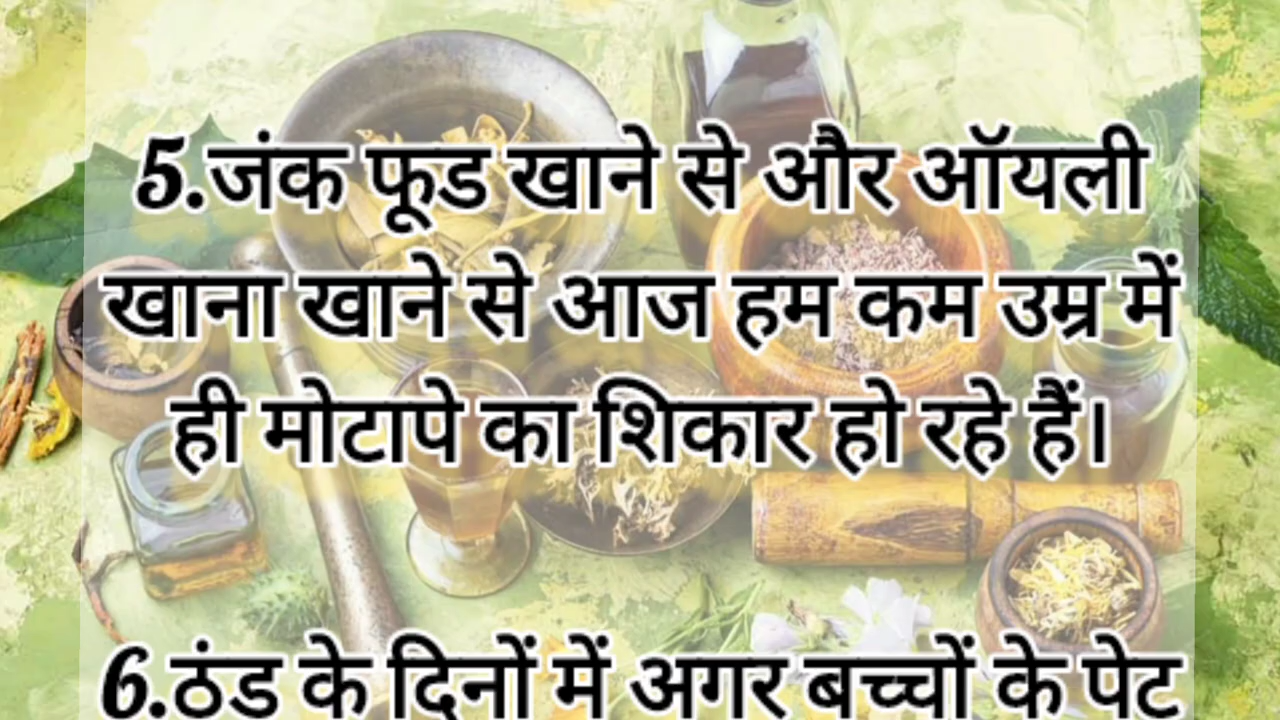 5.जंक फूड खाने से और ऑयली
खाना खाने से आज हम कम उम्र में
ही मोटापे का शिकार हो रहे हैं।
6.ठंड के दिनों में अगर बच्चों के पेट